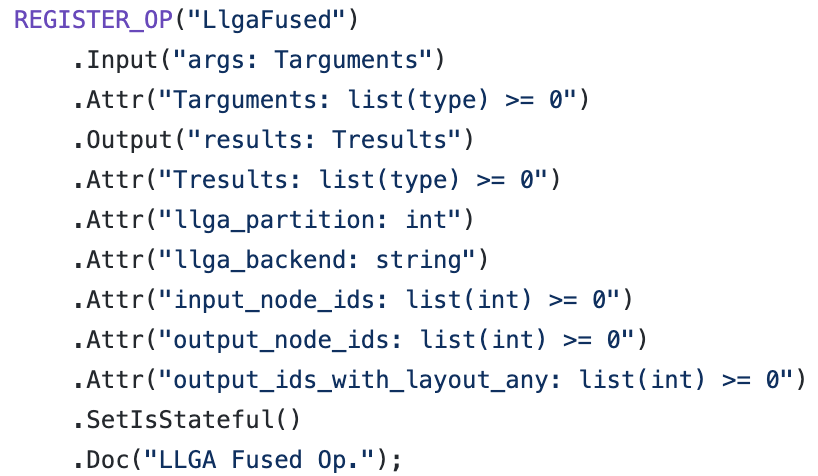 REGISTER_OP("LlgaFused")
    .Input("args: Targuments")
    .Attr("Targuments: list(type) >= 0")
    .Output("results: Tresults")
    .Attr("Tresults: list(type) >= 0")
    .Attr("llga_partition: int")
    .Attr("llga_backend: string")
    .Attr("input_node_ids: list(int) >= 0")
    .Attr("output_node_ids: list(int) >= 0")
    .Attr("output_ids_with_layout_any: list(int) >= 0")
    .SetIsStateful()
    .Doc("LLGA Fused Op.");